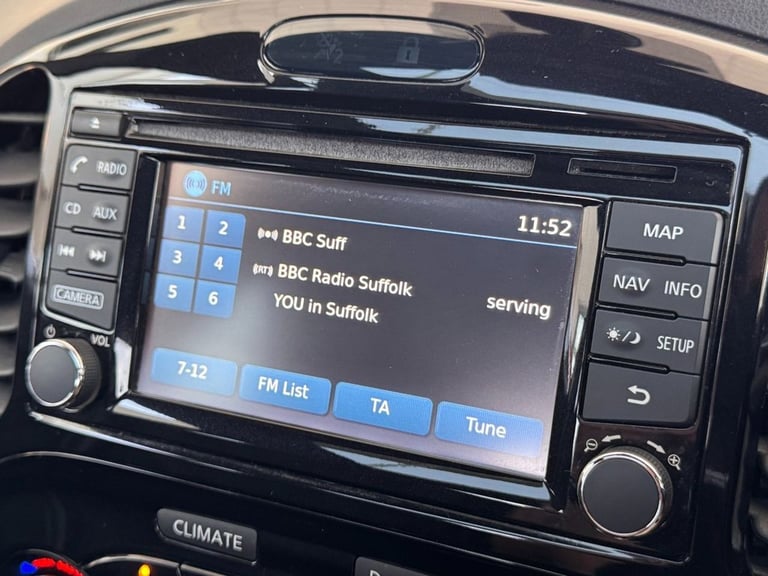 RADIO
CD AUX
CAMERA
VOL
FM
11:52
1 2
3 4
5 6
BBC Suff
(RT) BBC Radio Suffolk serving
YOU in Suffolk
7-12
FM List
TA
Tune
MAP
NAV INFO
SETUP
CLIMATE